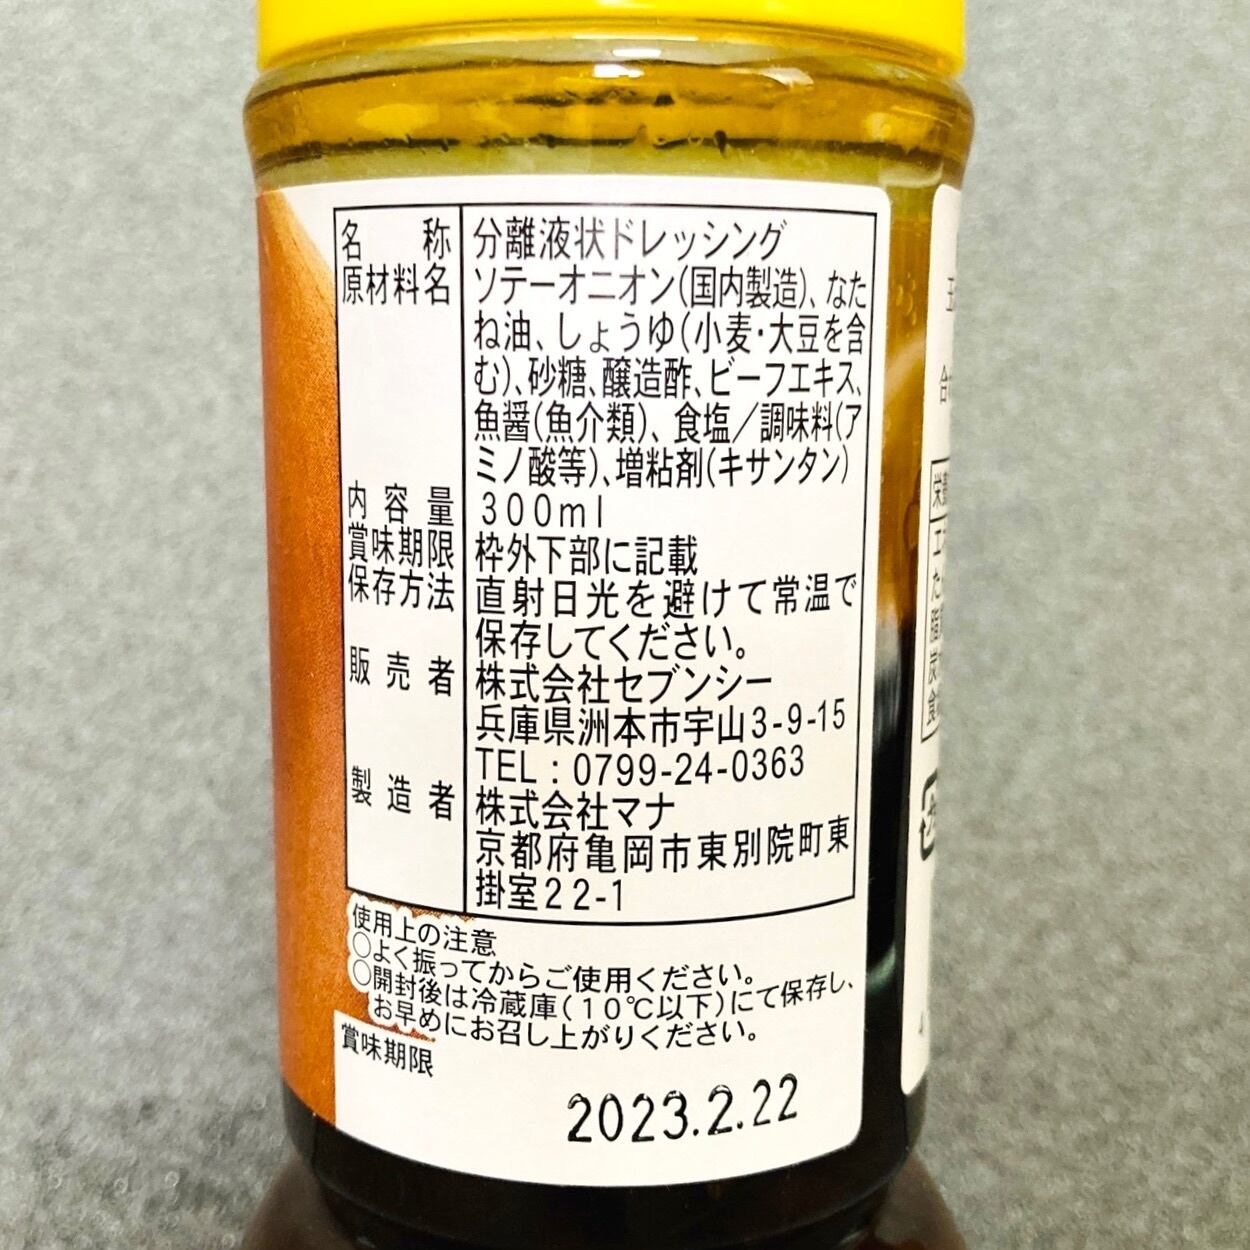 名称 分離液状ドレッシング
原材料名 ソテーオニオン(国内製造)、なた
ね油、しょうゆ(小麦・大豆を含
む)、砂糖、醸造酢、ビーフエキス、
魚醤(魚介類)、食塩/調味料(ア
ミノ酸等)、増粘剤(キサンタン)
内容量 300ml
賞味期限 枠外下部に記載
保存方法 直射日光を避けて常温で
保存してください。
販売者 株式会社セブンシー
兵庫県洲本市宇山3-9-15
TEL:0799-24-0363
製造者 株式会社マナ
京都府亀岡市東別院町東
掛室22-1
使用上の注意
○よく振ってからご使用ください。
○開封後は冷蔵庫(10℃以下)にて保存し、
お早めにお召し上がりください。
賞味期限
2023.2.22